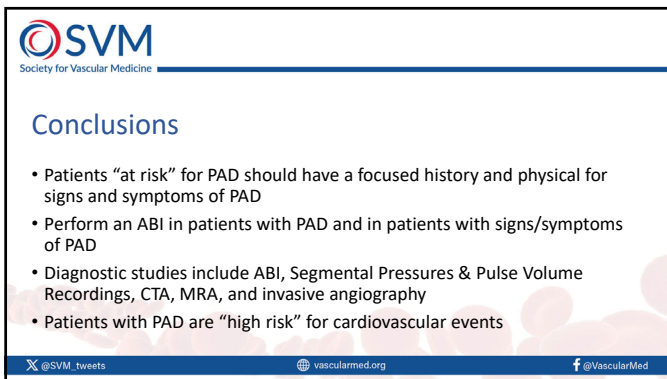 SVM
Society for Vascular Medicine
Conclusions
• Patients “at risk” for PAD should have a focused history and physical for
signs and symptoms of PAD
• Perform an ABI in patients with PAD and in patients with signs/symptoms
of PAD
• Diagnostic studies include ABI, Segmental Pressures & Pulse Volume
Recordings, CTA, MRA, and invasive angiography
• Patients with PAD are “high risk” for cardiovascular events
@SVM_tweets
vascularmed.org
@VascularMed